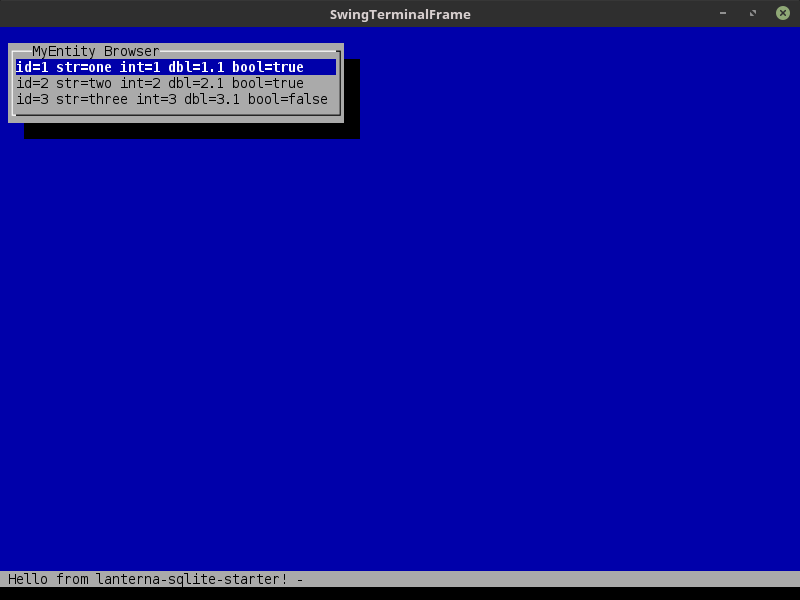 SwingTerminalFrame
MyEntity Browser
id=1 str=one int=1 dbl=1.1 bool=true
id=2 str=two int=2 dbl=2.1 bool=true
id=3 str=three int=3 dbl=3.1 bool=false
Hello from lanterna-sqlite-starter! -